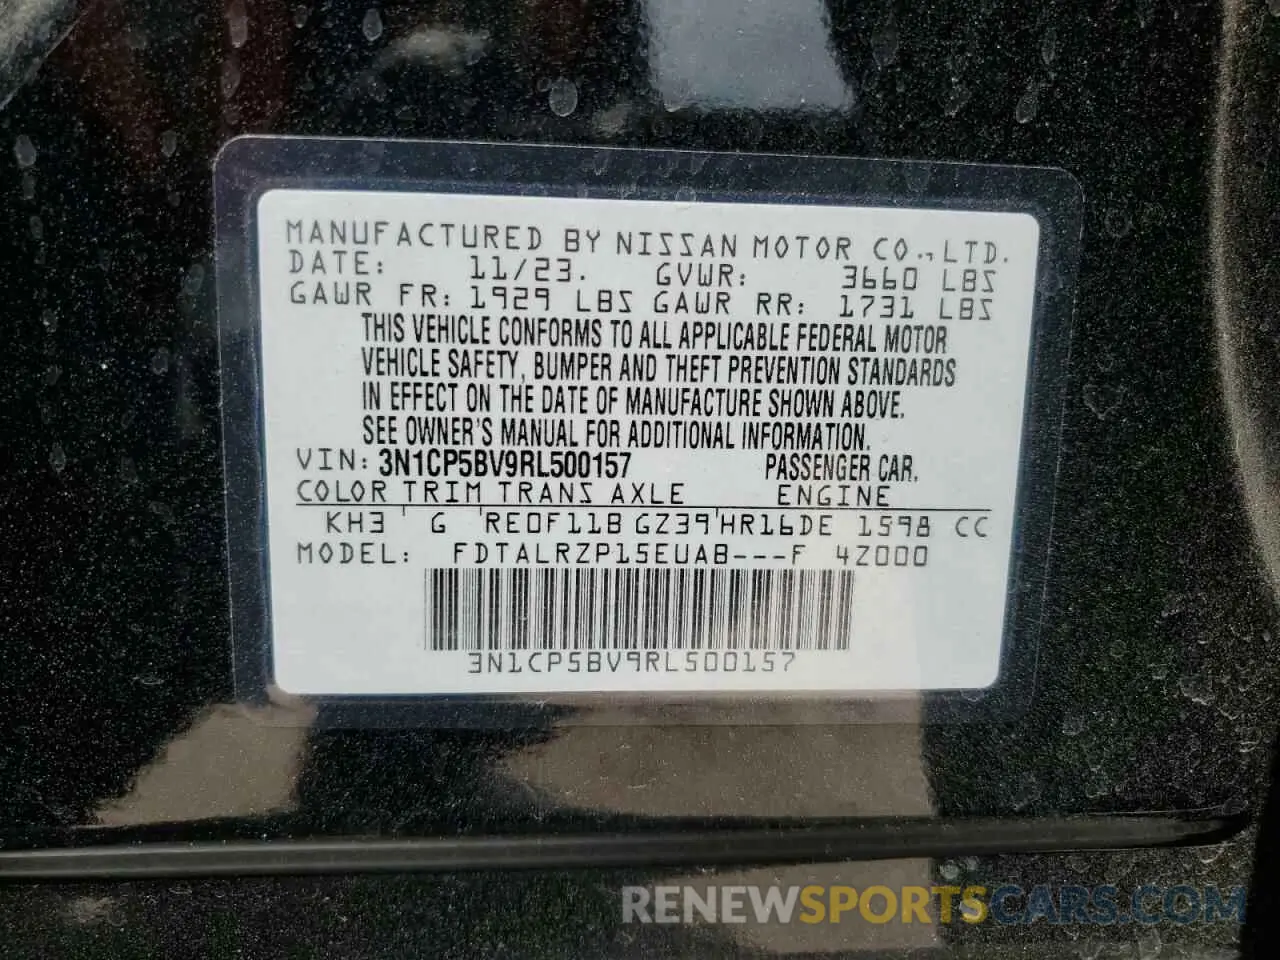 MANUFACTURED BY NISSAN MOTOR CO., LTD.
DATE: 11/23. GVWR: 3660 LBS
GAWR FR: 1929 LBS GAWR RR: 1731 LBS
THIS VEHICLE CONFORMS TO ALL APPLICABLE FEDERAL MOTOR
VEHICLE SAFETY, BUMPER AND THEFT PREVENTION STANDARDS
IN EFFECT ON THE DATE OF MANUFACTURE SHOWN ABOVE.
SEE OWNER'S MANUAL FOR ADDITIONAL INFORMATION.
VIN: 3N1CP5BV9RL500157 PASSENGER CAR.
COLOR TRIM TRANS AXLE ENGINE
KH3 G RE0F11B GZ39 HR16DE 1598 CC
MODEL: FDTALRZP15EUAB---F 4Z000
3N1CP5BV9RL500157
RENEWSPORTSCARS.COM